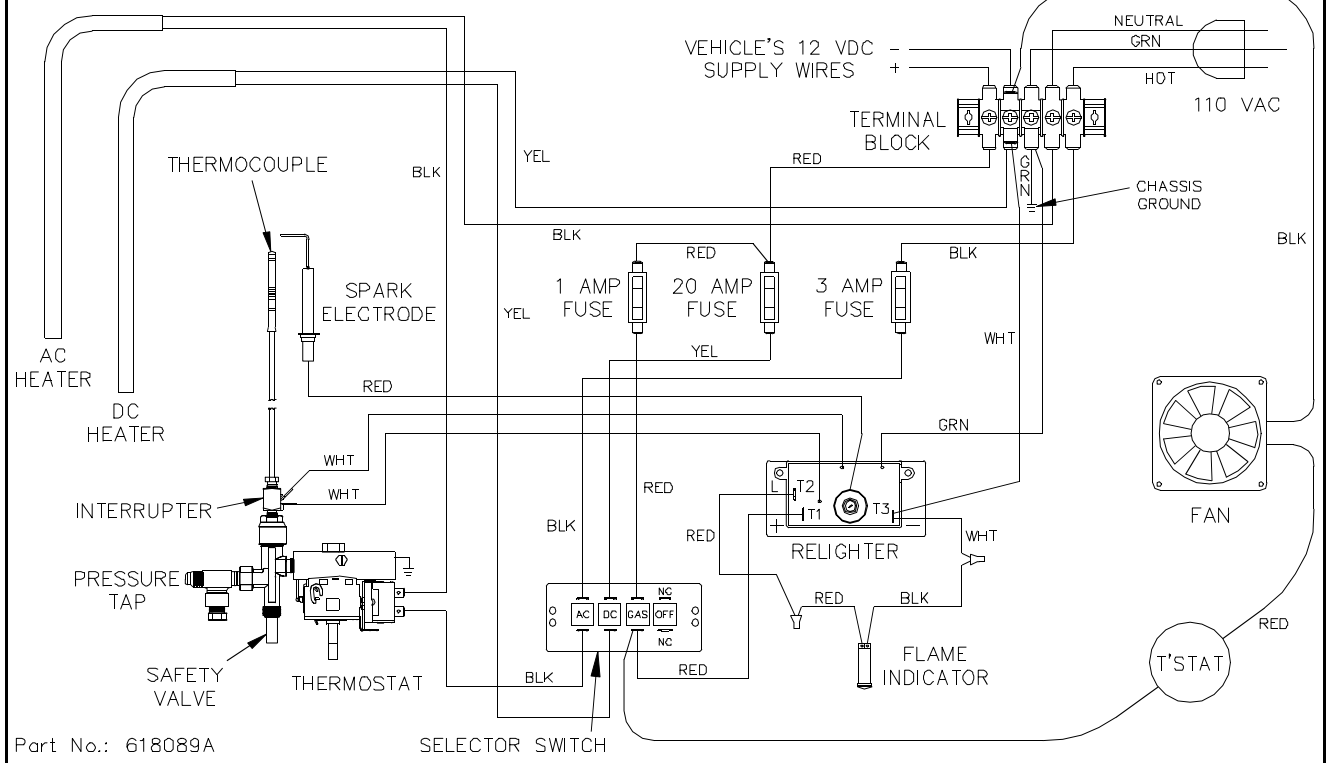 NEUTRAL
GRN
HOT
110 VAC
VEHICLE'S 12 VDC -
SUPPLY WIRES +
TERMINAL
BLOCK
THERMOCOUPLE
BLK
YEL
RED
GRN
CHASSIS
GROUND
BLK
RED
BLK
BLK
1 AMP
FUSE
20 AMP
FUSE
3 AMP
FUSE
SPARK
ELECTRODE
YEL
WHT
YEL
AC
HEATER
RED
DC
HEATER
GRN
WHT
WHT
INTERRUPTER
RED
BLK
L
T2
T1
T3
+
-
RED
WHT
RELIGHTER
FAN
PRESSURE
TAP
AC
DC
GAS
OFF
NC
NC
RED
BLK
RED
FLAME
INDICATOR
T'STAT
SAFETY
VALVE
THERMOSTAT
BLK
RED
Part No.: 618089A
SELECTOR SWITCH